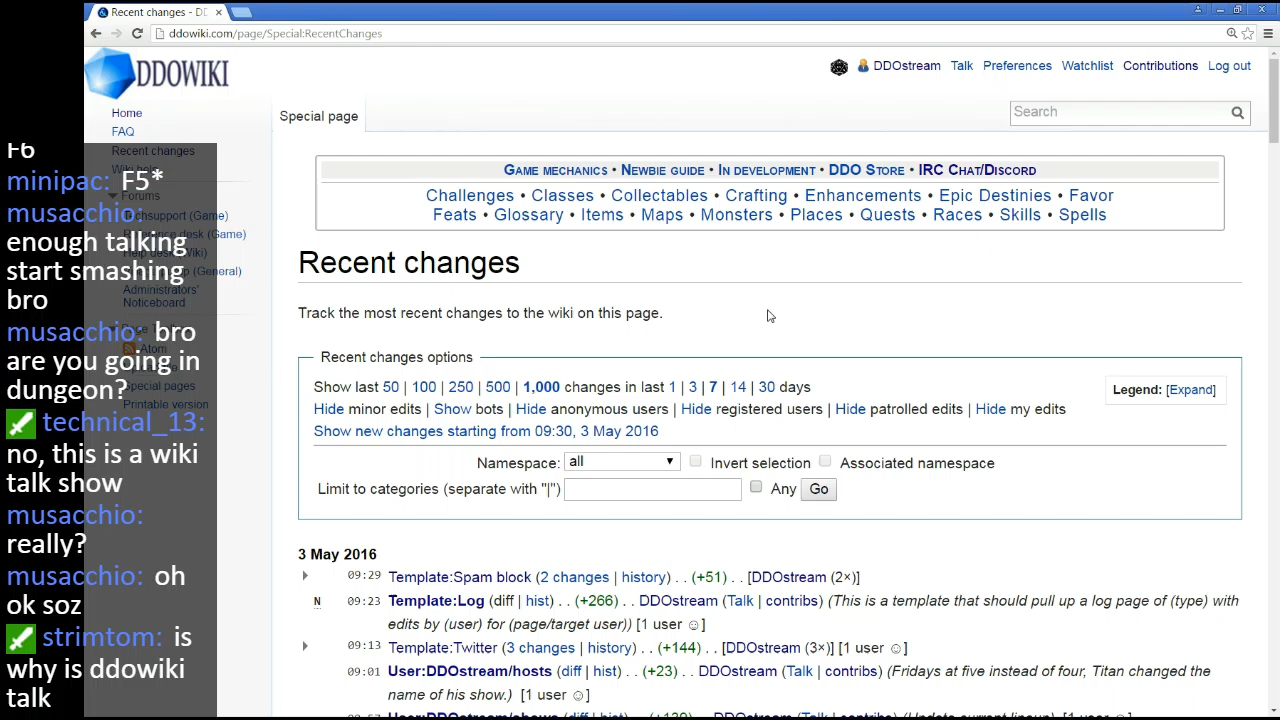 Recent changes - D
ddowiki.com/page/Special:RecentChanges
DDOWIKI
DDOstream Talk Preferences Watchlist Contributions Log out
Home
FAQ
Recent changes
Forums
Special page
Search
GAME MECHANICS • NEWBIE GUIDE • IN DEVELOPMENT • DDO STORE • IRC CHAT/DISCORD
Challenges • Classes • Collectables • Crafting • Enhancements • Epic Destinies • Favor
Feats • Glossary • Items • Maps • Monsters • Places • Quests • Races • Skills • Spells
Recent changes
Track the most recent changes to the wiki on this page.
Recent changes options
Show last 50 | 100 | 250 | 500 | 1,000 changes in last 1 | 3 | 7 | 14 | 30 days
Legend: [Expand]
Hide minor edits | Show bots | Hide anonymous users | Hide registered users | Hide patrolled edits | Hide my edits
Show new changes starting from 09:30, 3 May 2016
Namespace: all Invert selection Associated namespace
Limit to categories (separate with "|") Any Go
3 May 2016
09:29 Template:Spam block (2 changes | history) . . (+51) . . [DDOstream (2×)]
N 09:23 Template:Log (diff | hist) . . (+266) . . DDOstream (Talk | contribs) (This is a template that should pull up a log page of (type) with
edits by (user) for (page/target user)) [1 user ☺]
09:13 Template:Twitter (3 changes | history) . . (+144) . . [DDOstream (3×)] [1 user ☺]
09:01 User:DDOstream/hosts (diff | hist) . . (+23) . . DDOstream (Talk | contribs) (Fridays at five instead of four, Titan changed the
name of his show.) [1 user ☺]
F6
minipac: F5*
musacchio:
enough talking
start smashing
bro
musacchio: bro
are you going in
dungeon?
technical_13:
no, this is a wiki
talk show
musacchio:
really?
musacchio: oh
ok soz
strimtom: is
why is ddowiki
talk
(Game)
(Game)
(Wiki)
(General)
Administrators'
Noticeboard
Atom
Special pages
Printable version